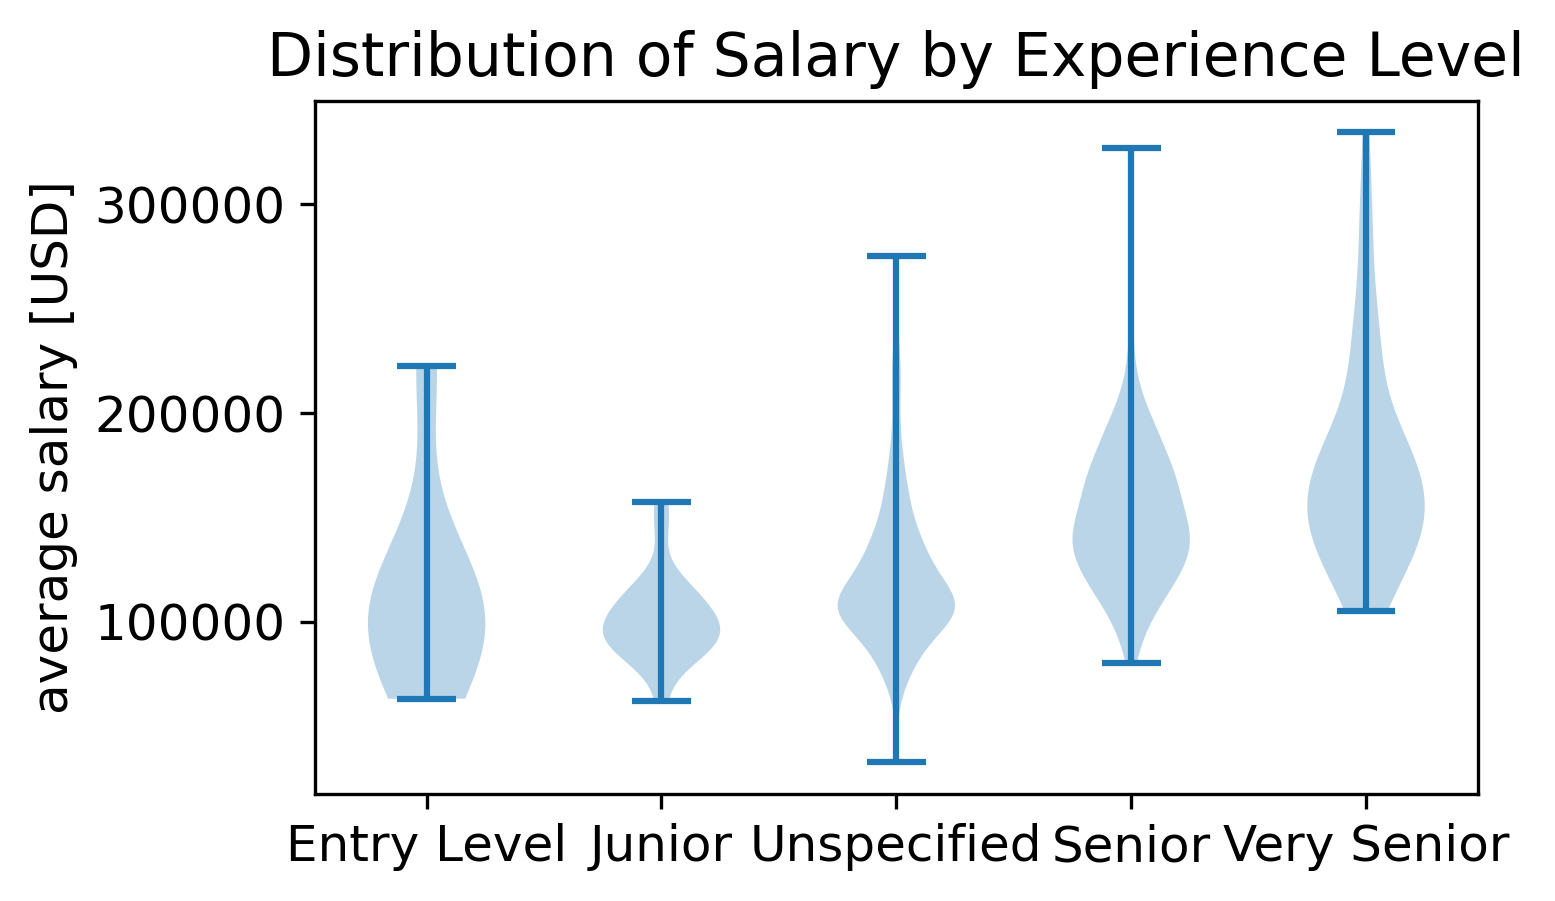 Distribution of Salary by Experience Level
average salary [USD]
300000
200000
100000
Entry Level Junior Unspecified Senior Very Senior